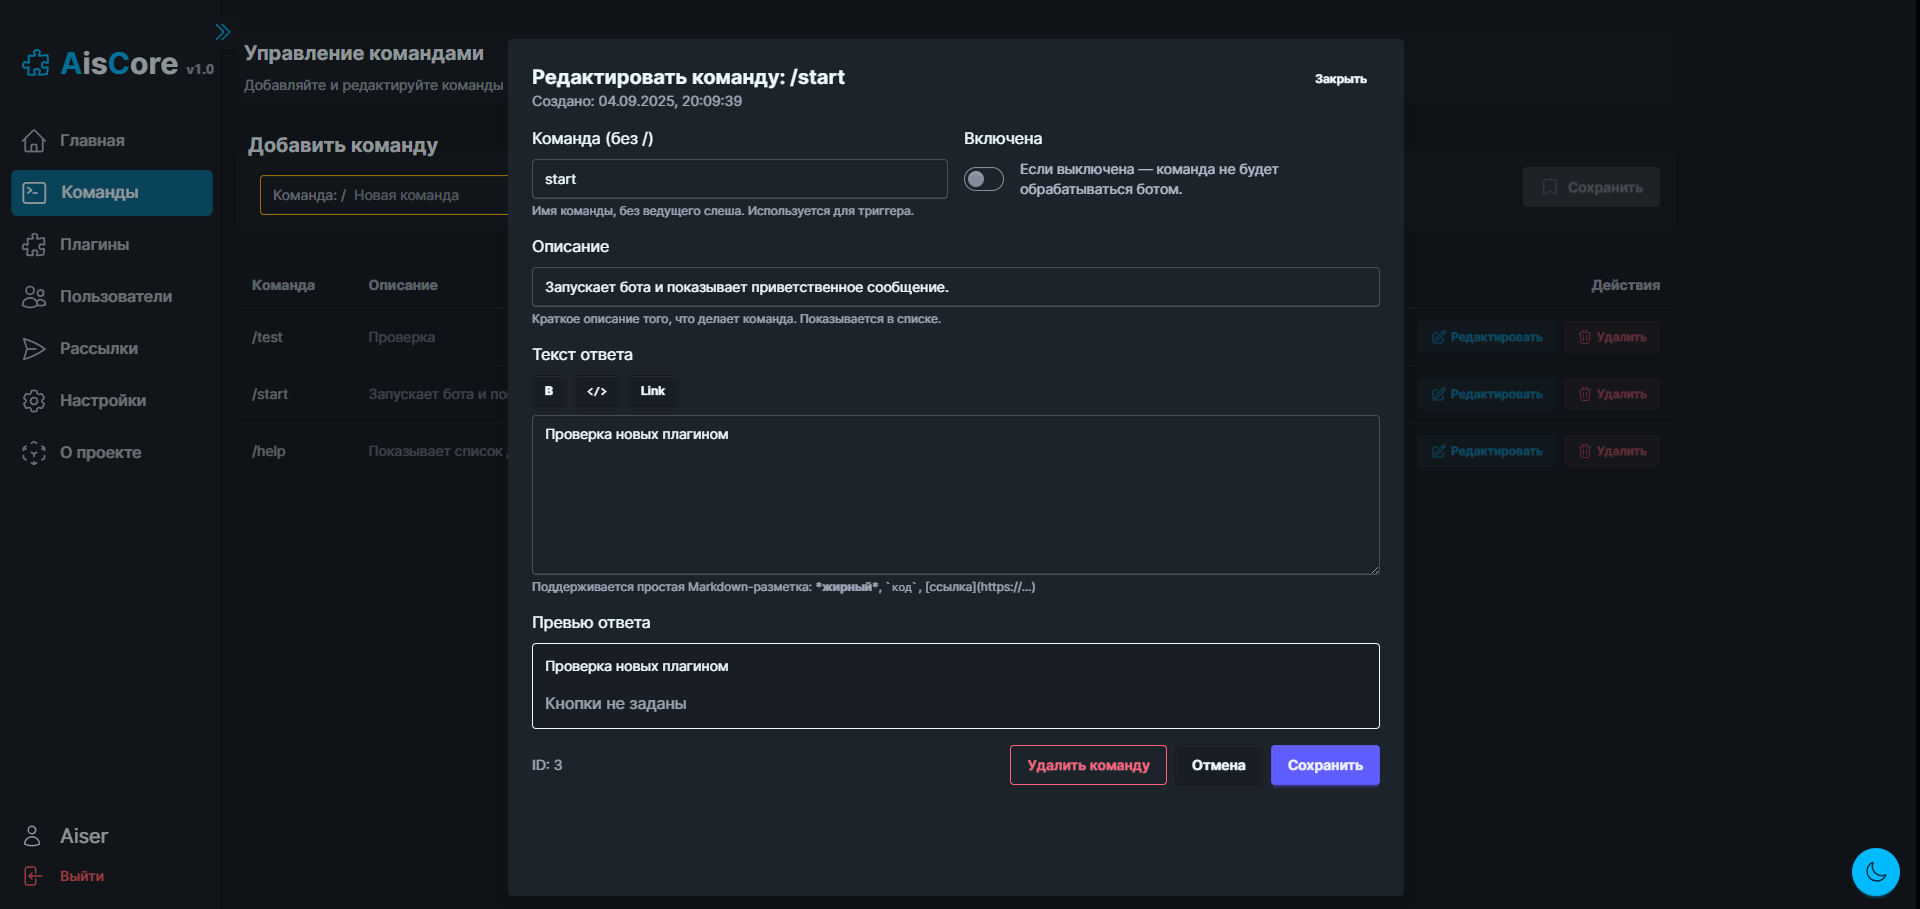 AisCore v1.0
Главная
Команды
Плагины
Пользователи
Рассылки
Настройки
О проекте
Aiser
Выйти
Управление командами
Добавляйте и редактируйте команды
Добавить команду
Команда: / Новая команда
Сохранить
Команда Описание Действия
/test Проверка Редактировать Удалить
/start Запускает бота и Редактировать Удалить
/help Показывает список Редактировать Удалить
Редактировать команду: /start
Закрыть
Создано: 04.09.2025, 20:09:39
Команда (без /)
start
Имя команды, без ведущего слеша. Используется для триггера.
Включена
Если выключена — команда не будет
обрабатываться ботом.
Описание
Запускает бота и показывает приветственное сообщение.
Краткое описание того, что делает команда. Показывается в списке.
Текст ответа
B </> Link
Проверка новых плагином
Поддерживается простая Markdown-разметка: *жирный*, `код`, [ссылка](https://...)
Превью ответа
Проверка новых плагином
Кнопки не заданы
ID: 3
Удалить команду
Отмена
Сохранить